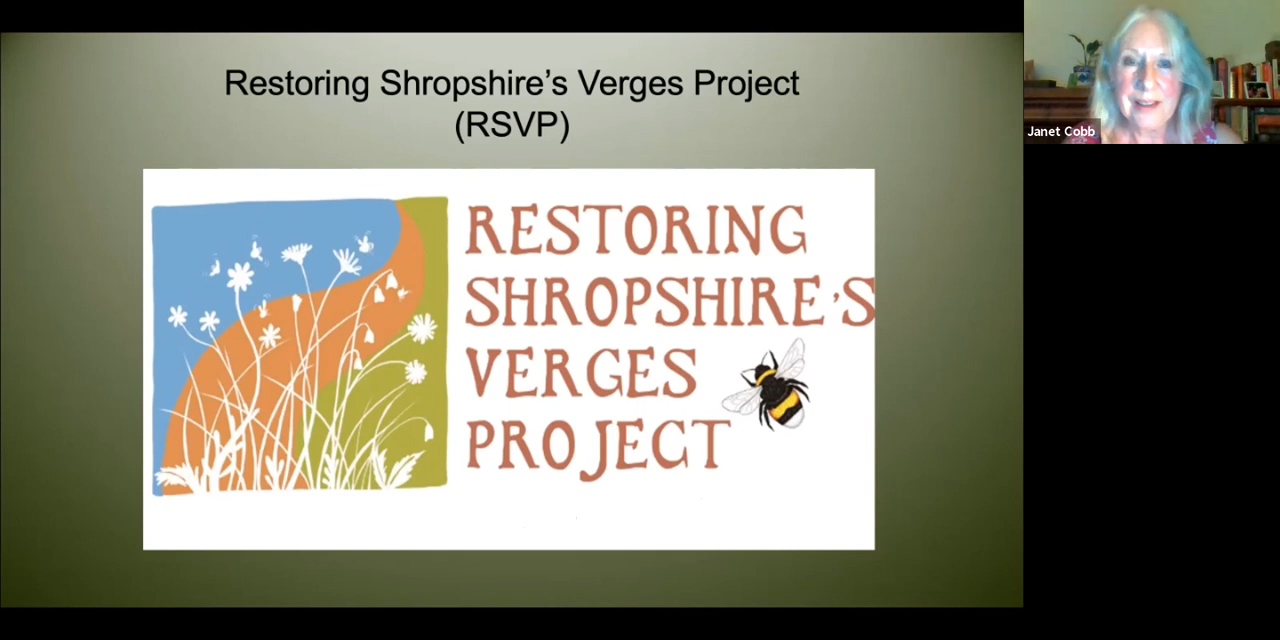 Restoring Shropshire’s Verges Project
(RSVP)
RESTORING
SHROPSHIRE’S
VERGES
PROJECT
Janet Cobb